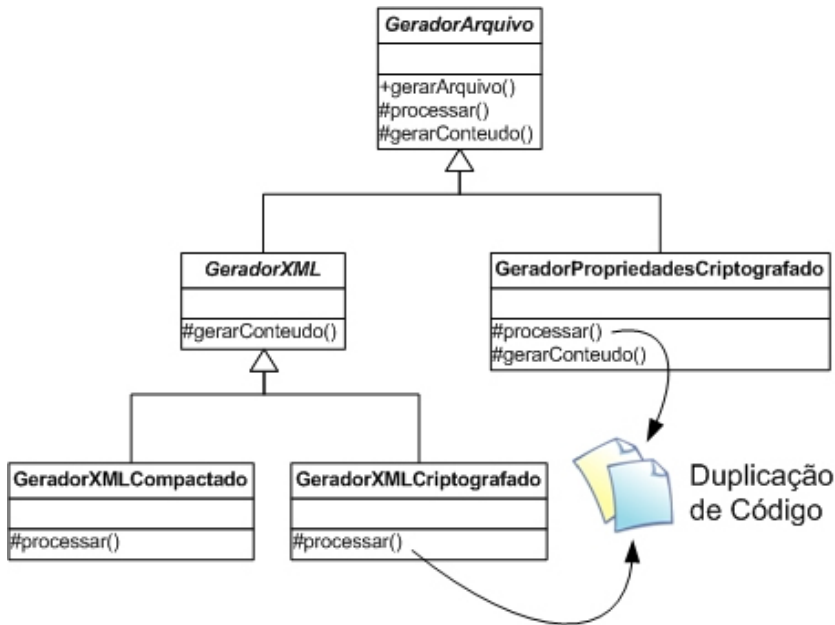 GeradorArquivo
+gerarArquivo()
#processar()
#gerarConteudo()
GeradorXML
#gerarConteudo()
GeradorPropriedadesCriptografado
#processar()
#gerarConteudo()
GeradorXMLCompactado
#processar()
GeradorXMLCriptografado
#processar()
Duplicação
de Código